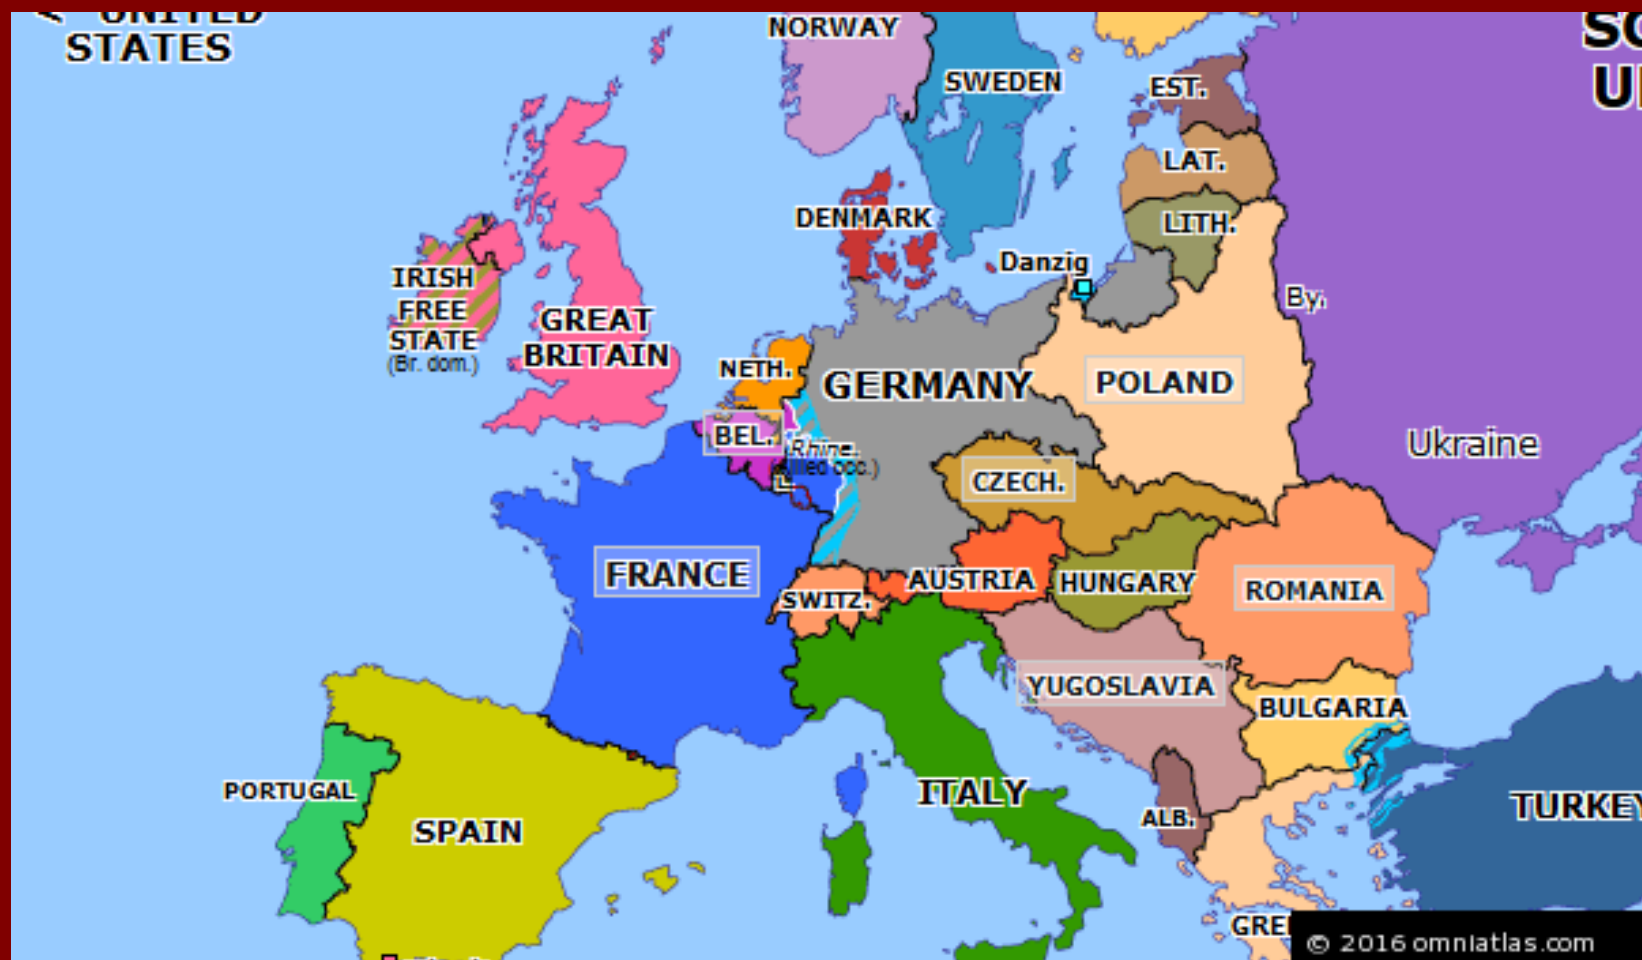 UNITED
STATES
NORWAY
SWEDEN
EST.
LAT.
LITH.
DENMARK
Danzig
IRISH
FREE
STATE
(Br. dom.)
GREAT
BRITAIN
NETH.
GERMANY
POLAND
By.
BEL.
Rhine.
CZECH.
Ukraine
FRANCE
SWITZ.
AUSTRIA
HUNGARY
ROMANIA
YUGOSLAVIA
BULGARIA
PORTUGAL
SPAIN
ITALY
ALB.
TURKEY
© 2016 omniatlas.com